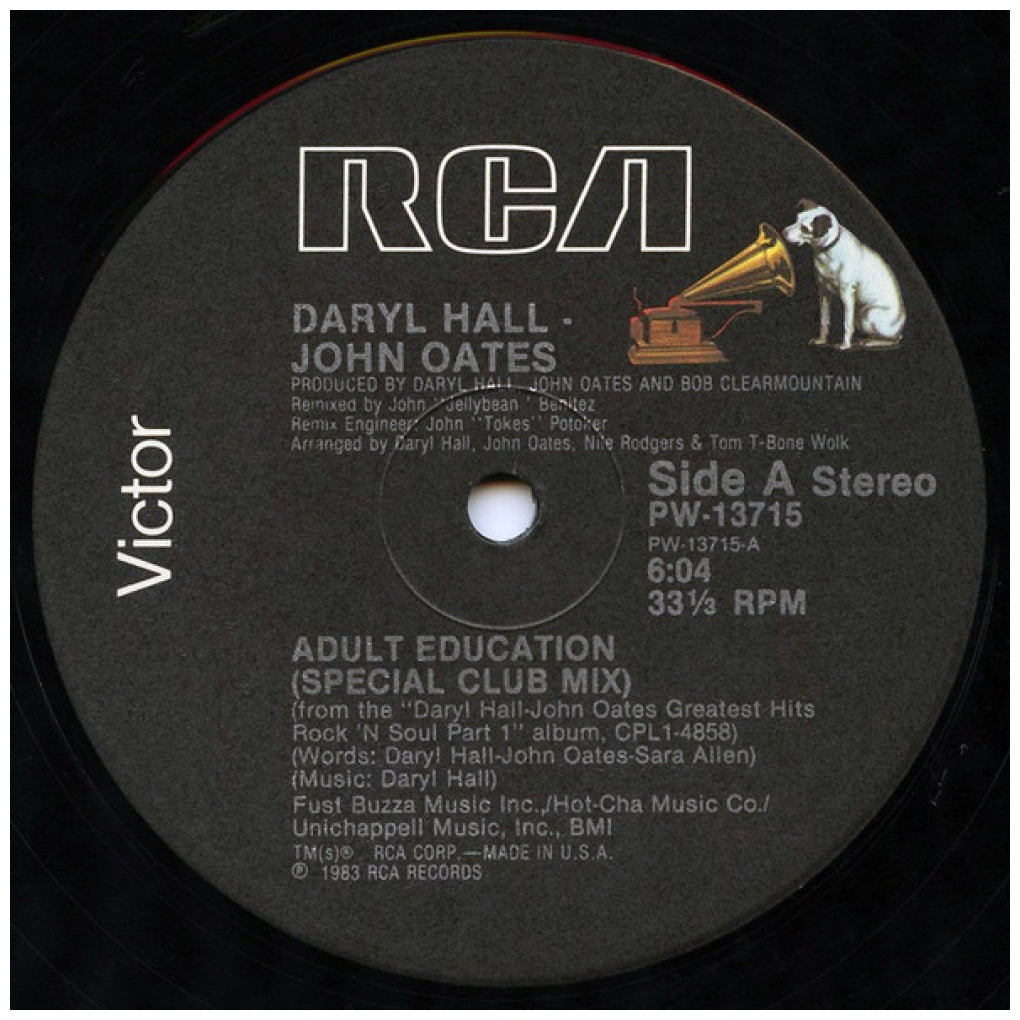 RCA
Victor
DARYL HALL -
JOHN OATES
PRODUCED BY DARYL HALL, JOHN OATES AND BOB CLEARMOUNTAIN
Remixed by John "Jellybean" Benitez
Remix Engineer: John "Tokes" Potoker
Arranged by Daryl Hall, John Oates, Nile Rodgers & Tom T-Bone Wolk
Side A Stereo
PW-13715
PW-13715-A
6:04
33⅓ RPM
ADULT EDUCATION
(SPECIAL CLUB MIX)
(from the "Daryl Hall-John Oates Greatest Hits
Rock 'N Soul Part 1" album, CPL1-4858)
(Words: Daryl Hall-John Oates-Sara Allen)
(Music: Daryl Hall)
Fust Buzza Music Inc.,/Hot-Cha Music Co./
Unichappell Music, Inc., BMI
TM(s)® RCA CORP.—MADE IN U.S.A.
℗ 1983 RCA RECORDS